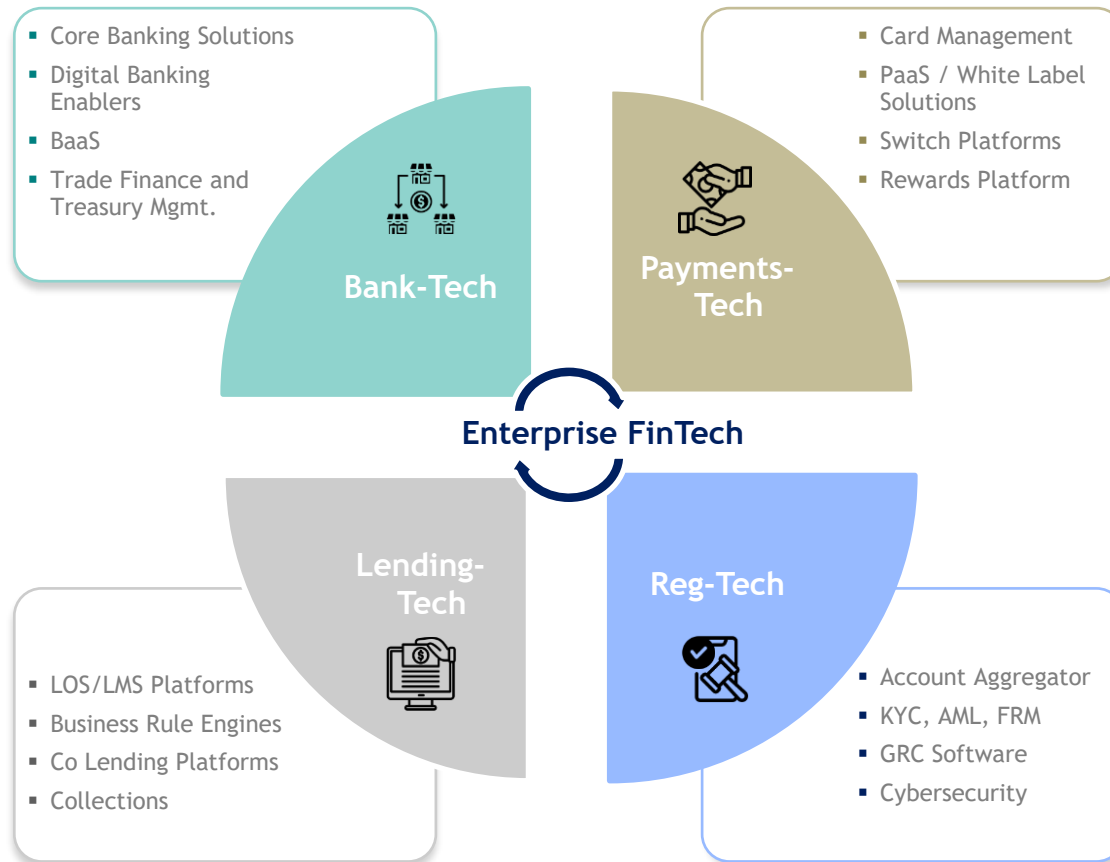 Core Banking Solutions
Digital Banking
Enablers
BaaS
Trade Finance and
Treasury Mgmt.
Bank-Tech
Card Management
PaaS / White Label
Solutions
Switch Platforms
Rewards Platform
Payments-
Tech
Enterprise FinTech
Lending-
Tech
LOS/LMS Platforms
Business Rule Engines
Co Lending Platforms
Collections
Reg-Tech
Account Aggregator
KYC, AML, FRM
GRC Software
Cybersecurity